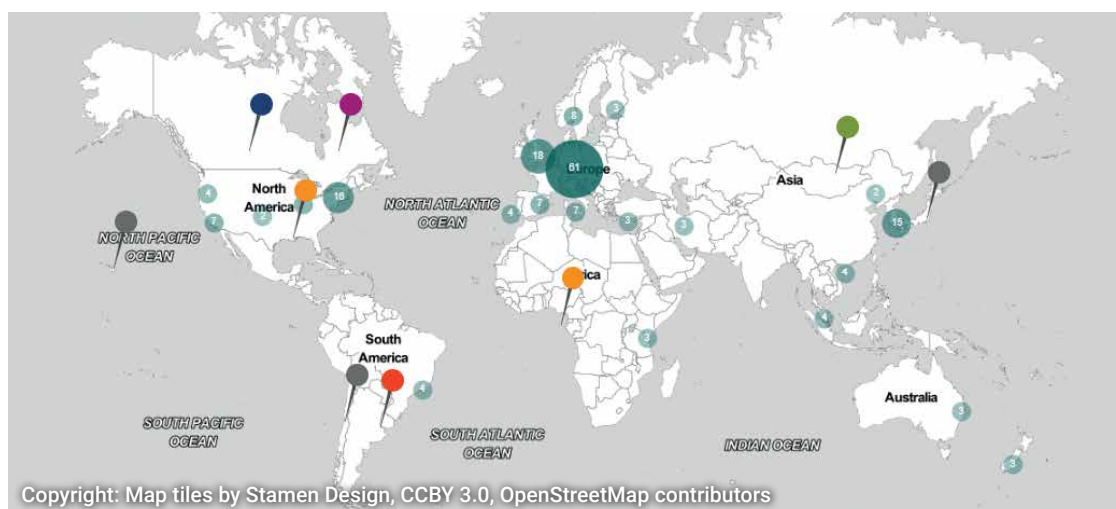 8
3
18
61
Europe
Asia
North
America
4
16
2
7
2
NORTH ATLANTIC
OCEAN
4
7
7
3
3
15
NORTH PACIFIC
OCEAN
4
4
South
America
3
4
Australia
3
SOUTH PACIFIC
OCEAN
SOUTH ATLANTIC
OCEAN
INDIAN OCEAN
3
Copyright: Map tiles by Stamen Design, CCBY 3.0, OpenStreetMap contributors